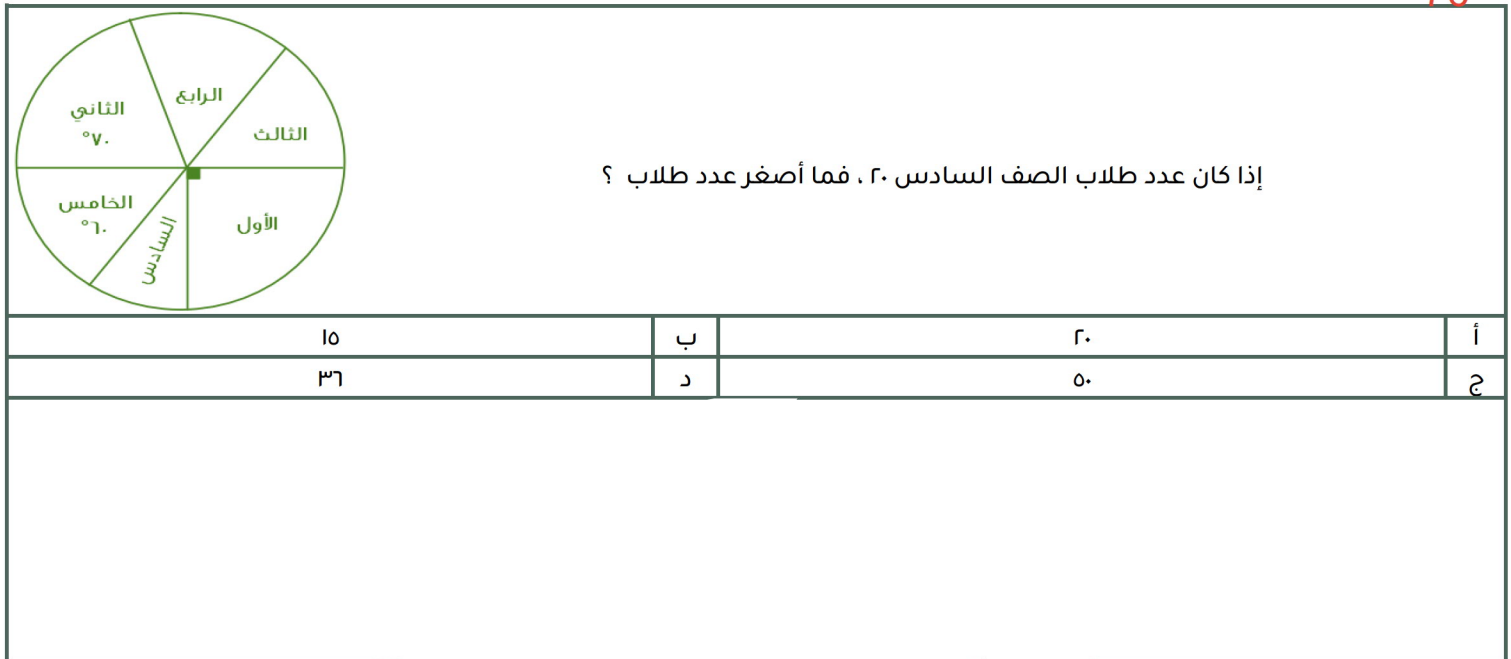 إذا كان عدد طلاب الصف السادس ٢٠ ، فما أصغر عدد طلاب ؟
الرابع
الثالث
الثاني
٧٠°
الخامس
٦٠°
السادس
الأول
أ ٢٠ ب ١٥
ج ٥٠ د ٣٦